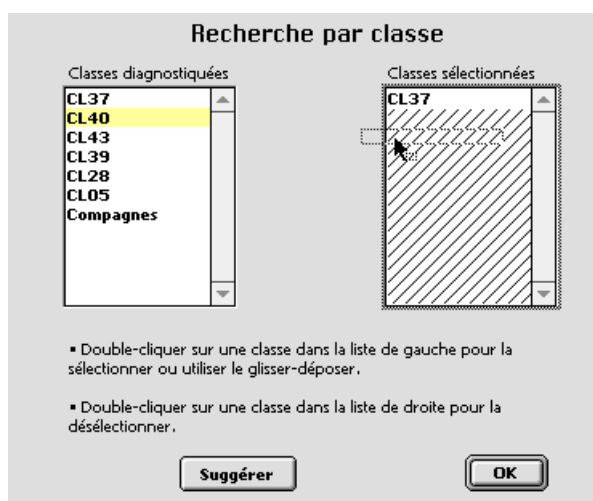 Recherche par classe
Classes diagnostiquées
Classes sélectionnées
CL37
CL40
CL43
CL39
CL28
CL05
Compagnes
CL37
▪ Double-cliquer sur une classe dans la liste de gauche pour la
sélectionner ou utiliser le glisser-déposer.
▪ Double-cliquer sur une classe dans la liste de droite pour la
désélectionner.
Suggérer
OK